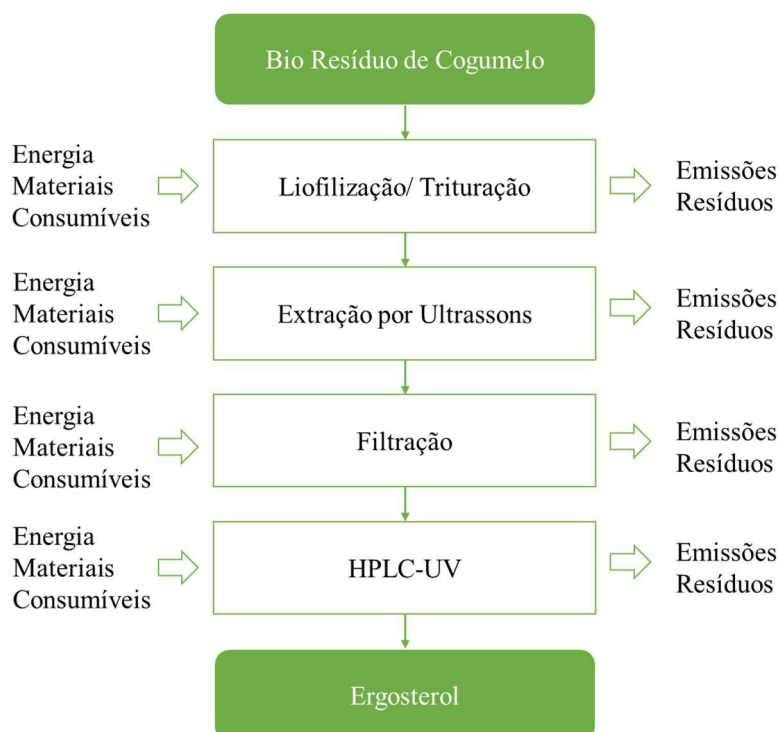 Bio Resíduo de Cogumelo
Energia
Materiais
Consumíveis
Liofilização/ Trituração
Emissões
Resíduos
Energia
Materiais
Consumíveis
Extração por Ultrassons
Emissões
Resíduos
Energia
Materiais
Consumíveis
Filtração
Emissões
Resíduos
Energia
Materiais
Consumíveis
HPLC-UV
Emissões
Resíduos
Ergosterol